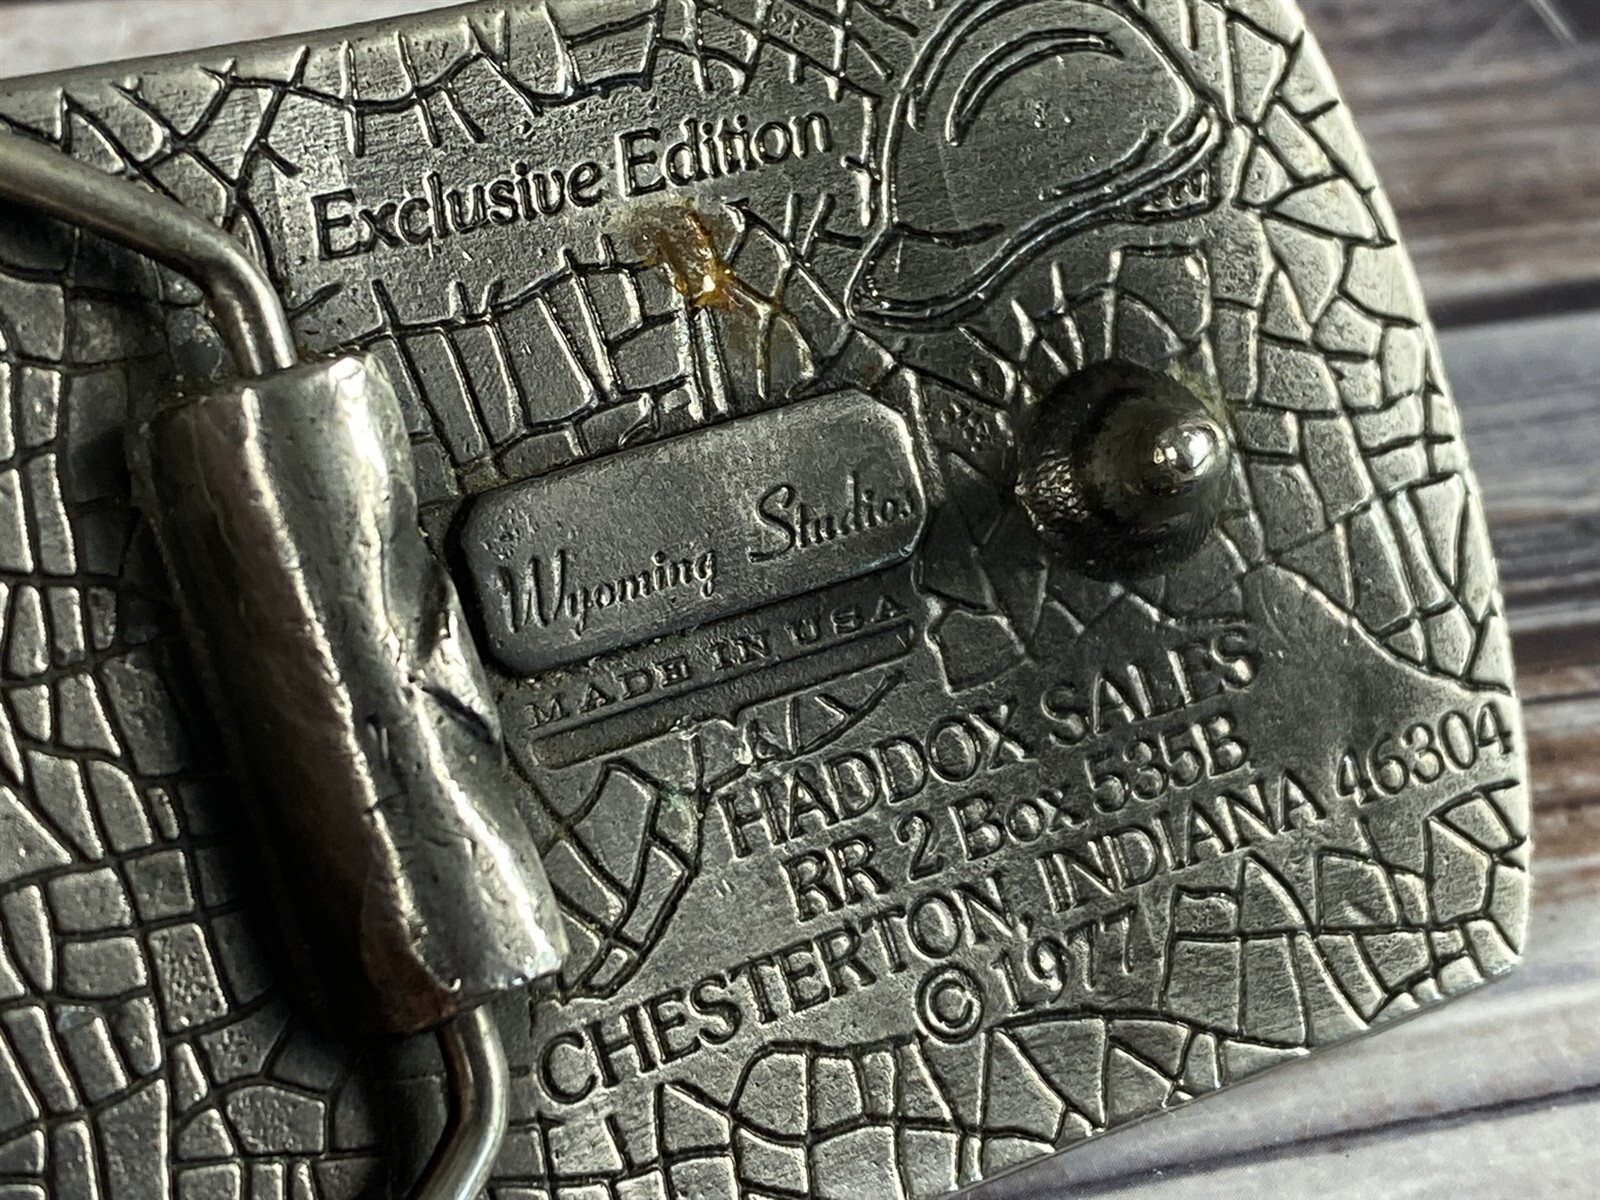 Exclusive Edition
Wyoming Studios
MADE IN USA
HADDOX SALES
RR 2 Box 535B
CHESTERTON, INDIANA 46304
© 1977